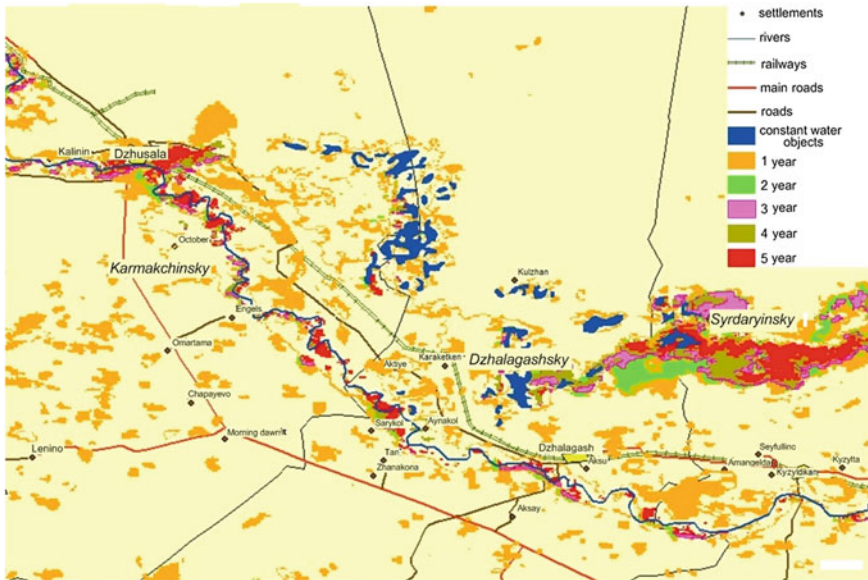 settlements
rivers
railways
main roads
roads
constant water
objects
1 year
2 year
3 year
4 year
5 year
Kalinin
Dzhusala
October
Karmakchinsky
Kulzhan
Engels
Syrdaryinsky
Omartama
Aktiye
Karaketken
Dzhalagashsky
Chapayevo
Sarykol
Aynakol
Morning dawn
Lenino
Tan
Dzhalagash
Seyfullino
Zhanakona
Aksu
Amangelda
Kyzylta
Kyzyldikan
Aksay